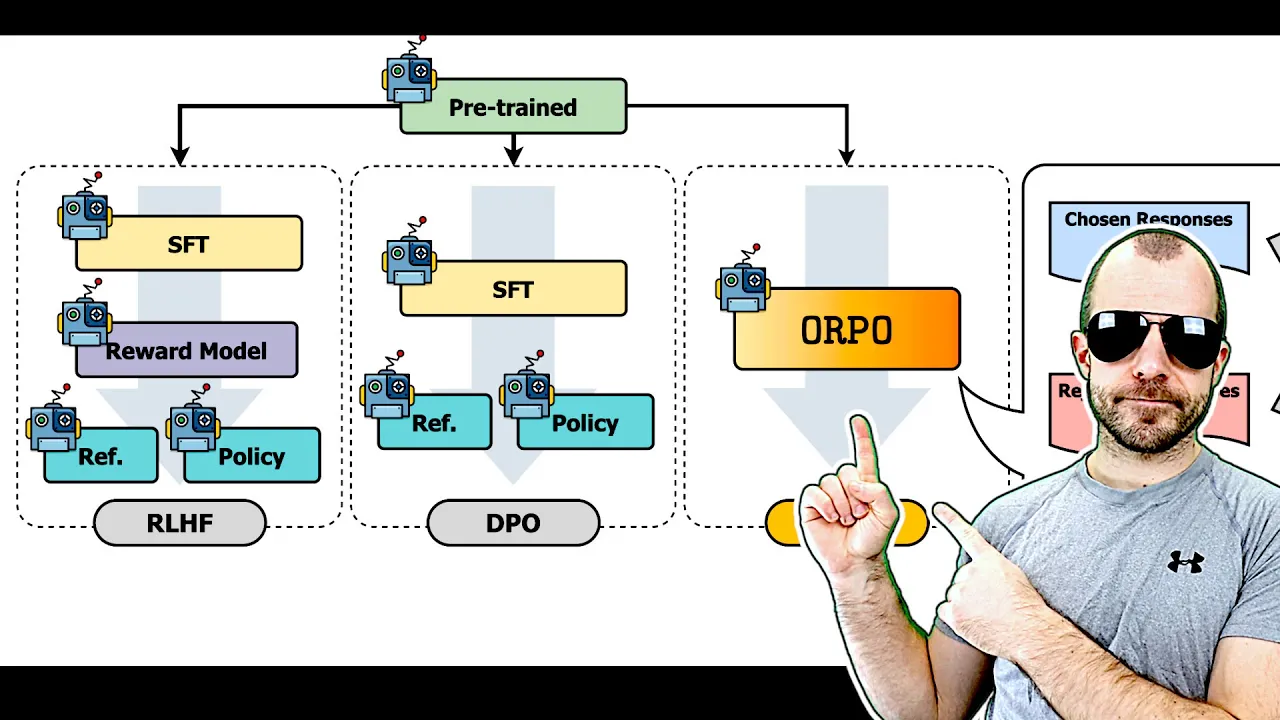 Pre-trained
SFT
Reward Model
Ref.
Policy
RLHF
SFT
Ref.
Policy
DPO
ORPO
Chosen Responses